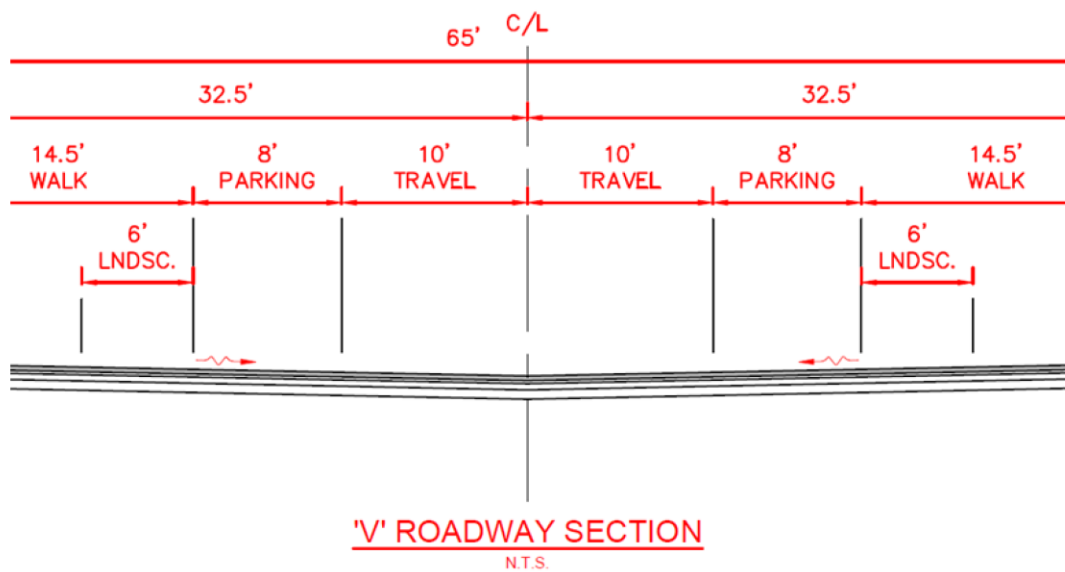 C/L
65'
32.5'
32.5'
14.5'
WALK
8'
PARKING
10'
TRAVEL
10'
TRAVEL
8'
PARKING
14.5'
WALK
6'
LNDSC.
6'
LNDSC.
'V' ROADWAY SECTION
N.T.S.